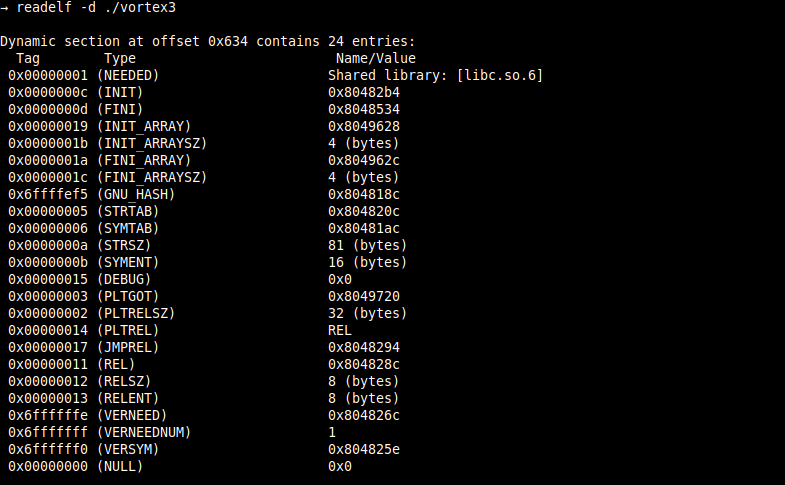 → readelf -d ./vortex3
Dynamic section at offset 0x634 contains 24 entries:
  Tag        Type                         Name/Value
 0x00000001 (NEEDED)                     Shared library: [libc.so.6]
 0x0000000c (INIT)                       0x80482b4
 0x0000000d (FINI)                       0x8048534
 0x00000019 (INIT_ARRAY)                 0x8049628
 0x0000001b (INIT_ARRAYSZ)               4 (bytes)
 0x0000001a (FINI_ARRAY)                 0x804962c
 0x0000001c (FINI_ARRAYSZ)               4 (bytes)
 0x6ffffef5 (GNU_HASH)                   0x804818c
 0x00000005 (STRTAB)                     0x804820c
 0x00000006 (SYMTAB)                     0x80481ac
 0x0000000a (STRSZ)                      81 (bytes)
 0x0000000b (SYMENT)                     16 (bytes)
 0x00000015 (DEBUG)                      0x0
 0x00000003 (PLTGOT)                     0x8049720
 0x00000002 (PLTRELSZ)                   32 (bytes)
 0x00000014 (PLTREL)                     REL
 0x00000017 (JMPREL)                     0x8048294
 0x00000011 (REL)                        0x804828c
 0x00000012 (RELSZ)                      8 (bytes)
 0x00000013 (RELENT)                     8 (bytes)
 0x6ffffffe (VERNEED)                    0x804826c
 0x6fffffff (VERNEEDNUM)                 1
 0x6ffffff0 (VERSYM)                     0x804825e
 0x00000000 (NULL)                       0x0